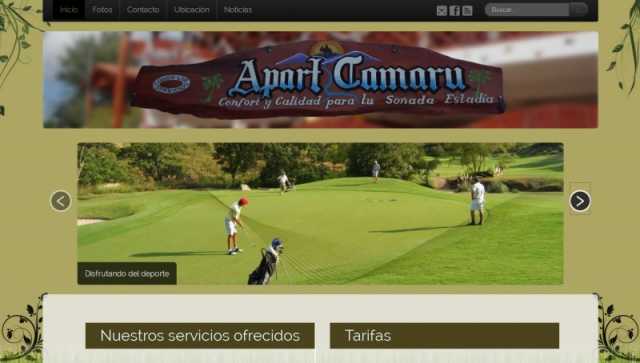 Inicio Fotos Contacto Ubicación Noticias
Buscar...
Apart Camaru
Confort y Calidad para tu Soñada Estadía
Disfrutando del deporte
Nuestros servicios ofrecidos
Tarifas